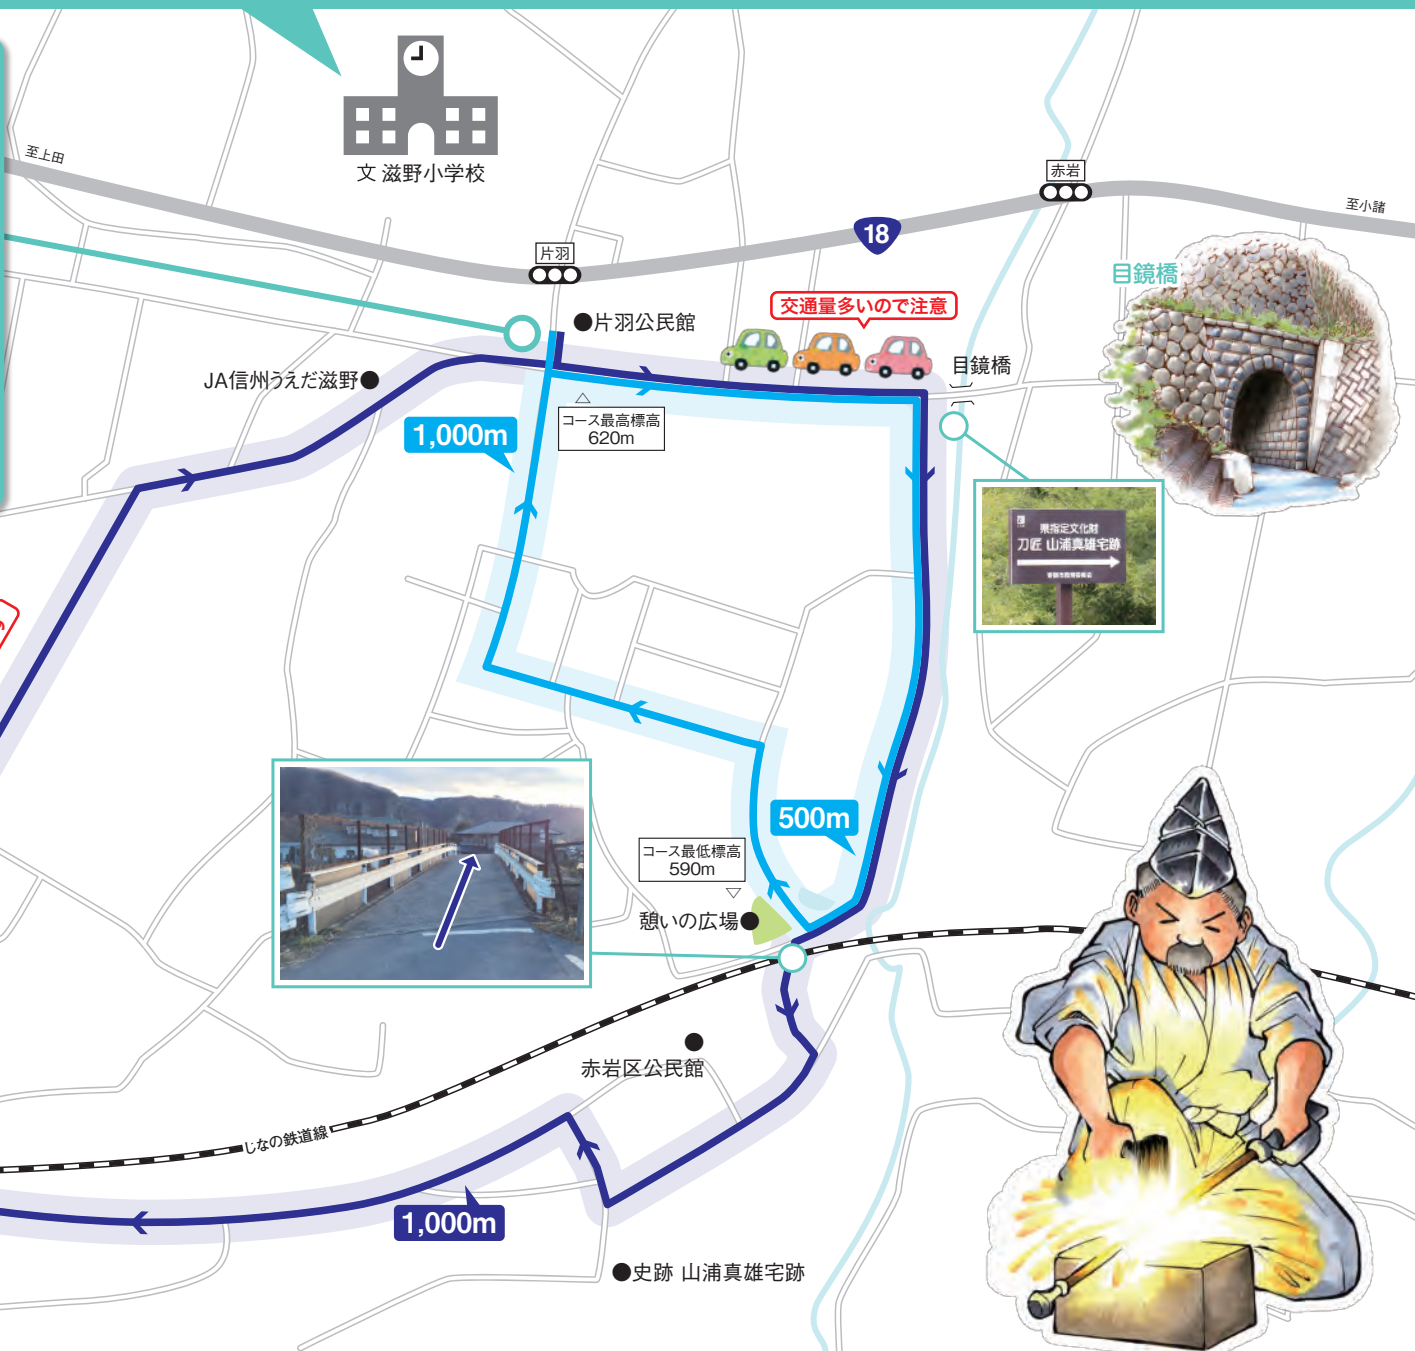 文 滋野小学校
至上田
赤岩
至小諸
18
片羽
目鏡橋
交通量多いので注意
片羽公民館
目鏡橋
JA信州うえだ滋野
コース最高標高
620m
1,000m
県指定文化財
刀匠 山浦真雄宅跡
500m
コース最低標高
590m
憩いの広場
赤岩区公民館
しなの鉄道線
1,000m
史跡 山浦真雄宅跡